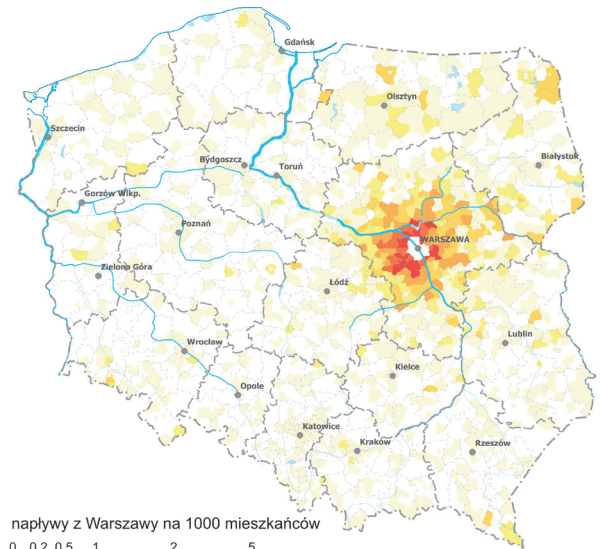 Gdańsk
Olsztyn
Szczecin
Białystok
Bydgoszcz
Toruń
Gorzów Wlkp.
Poznań
WARSZAWA
Zielona Góra
Łódź
Lublin
Wrocław
Kielce
Opole
Katowice
Kraków
Rzeszów
napływy z Warszawy na 1000 mieszkańców
0 0,2 0,5 1 2 5